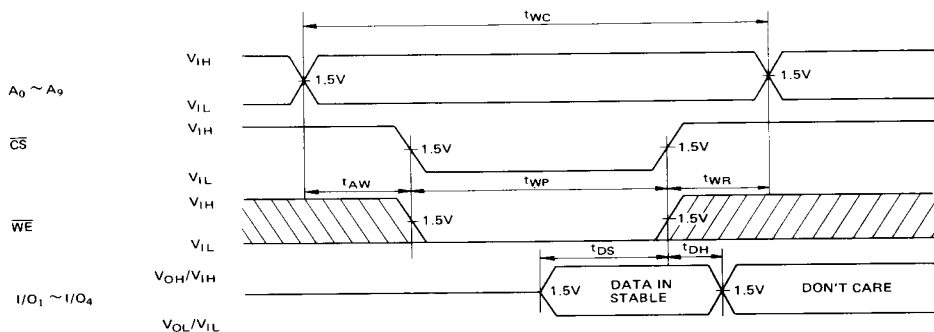 tWC
VIH
1.5V
1.5V
A0 ~ A9
VIL
VIH
CS
1.5V
1.5V
VIL
tAW
tWP
tWR
VIH
WE
1.5V
1.5V
VIL
tDS
tDH
VOH/VIH
I/O1 ~ I/O4
1.5V
DATA IN
STABLE
1.5V
DON'T CARE
VOL/VIL